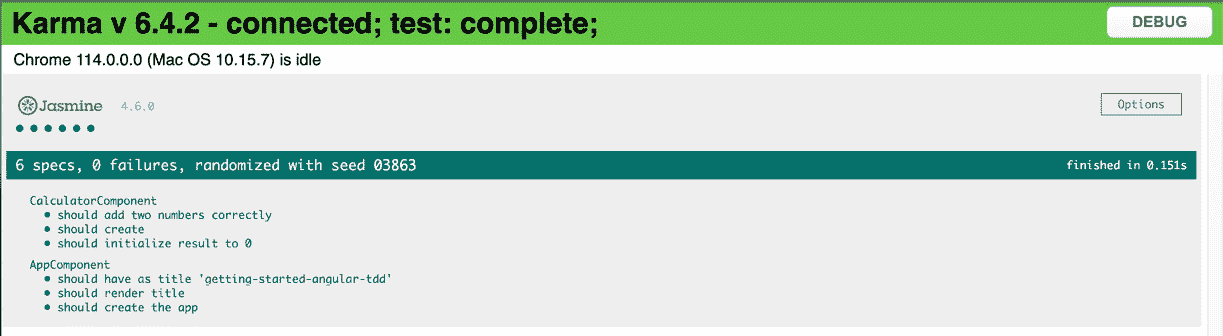 Karma v 6.4.2 - connected; test: complete;
DEBUG
Chrome 114.0.0.0 (Mac OS 10.15.7) is idle
Jasmine 4.6.0
Options
6 specs, 0 failures, randomized with seed 03863
finished in 0.151s
CalculatorComponent
• should add two numbers correctly
• should create
• should initialize result to 0
AppComponent
• should have as title 'getting-started-angular-tdd'
• should render title
• should create the app